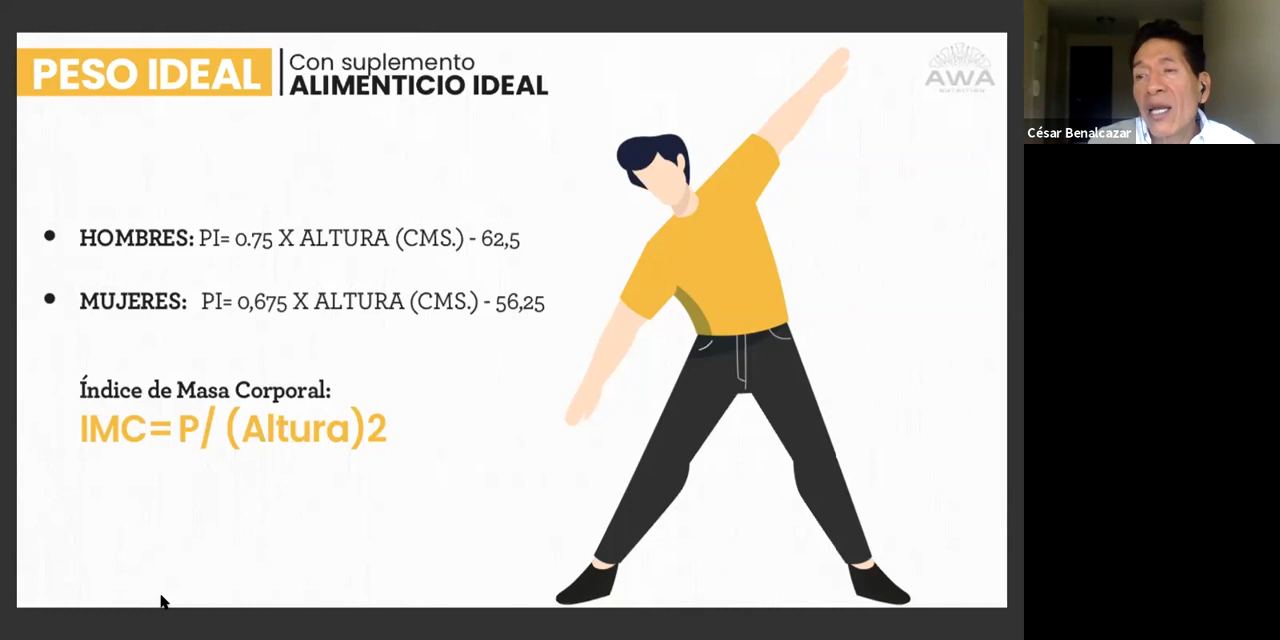 PESO IDEAL
Con suplemento
ALIMENTICIO IDEAL
AWA
NUTRITION
César Benalcazar
• HOMBRES: PI= 0.75 X ALTURA (CMS.) - 62,5
• MUJERES: PI= 0,675 X ALTURA (CMS.) - 56,25
Índice de Masa Corporal:
IMC= P/ (Altura)2